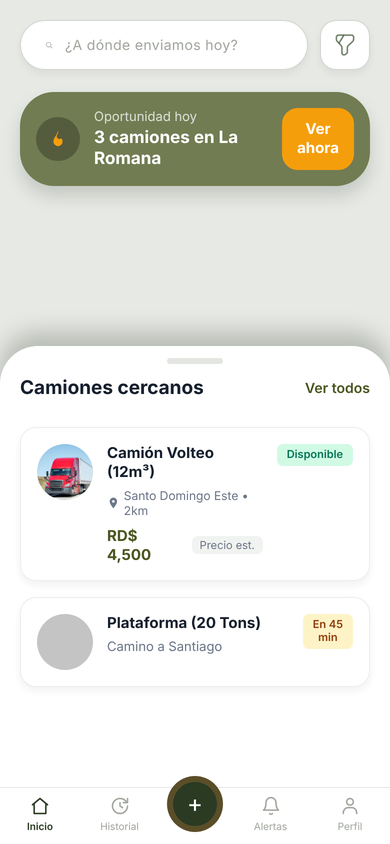 ¿A dónde enviamos hoy?
Oportunidad hoy
3 camiones en La
Romana
Ver
ahora
Camiones cercanos
Ver todos
Camión Volteo
(12m³)
Disponible
Santo Domingo Este •
2km
RD$
4,500
Precio est.
Plataforma (20 Tons)
Camino a Santiago
En 45
min
Inicio
Historial
+
Alertas
Perfil